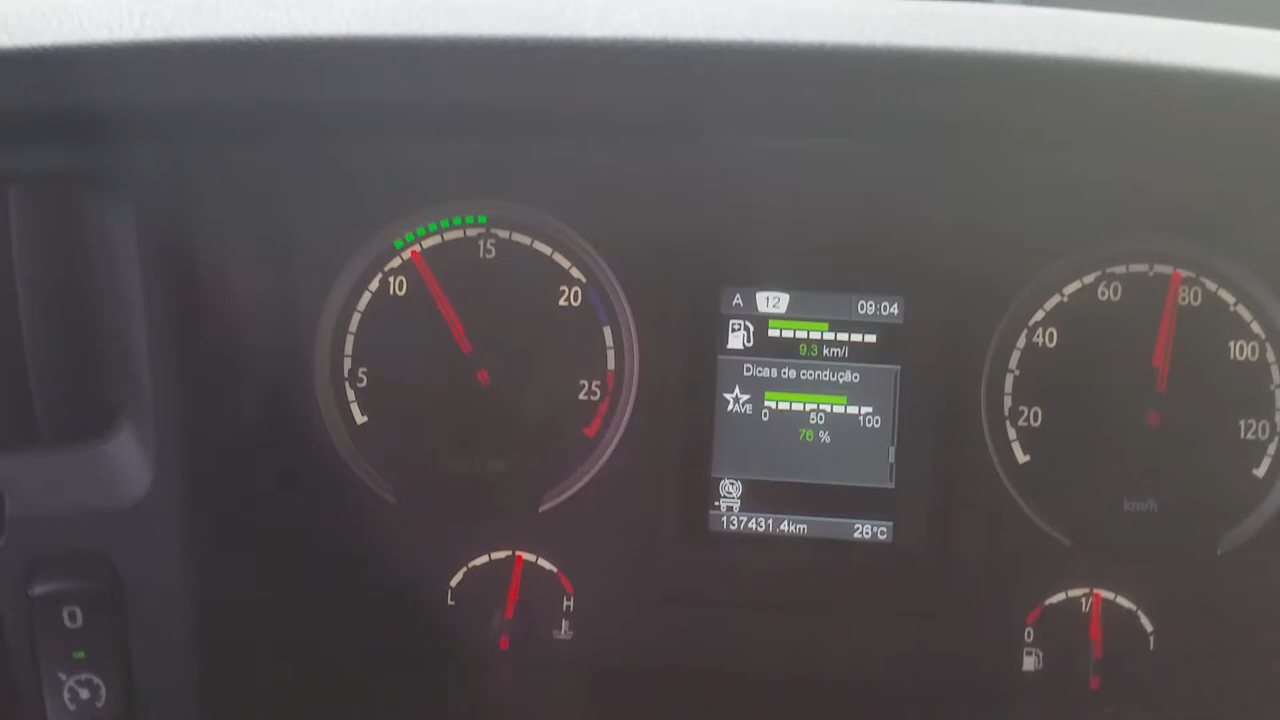 5
10
15
20
25
L
H
0
A 12 09:04
9.3 km/l
Dicas de condução
AVE
0 50 100
76 %
137431.4km 26°C
20
40
60
80
100
120
km/h
0
1/
1